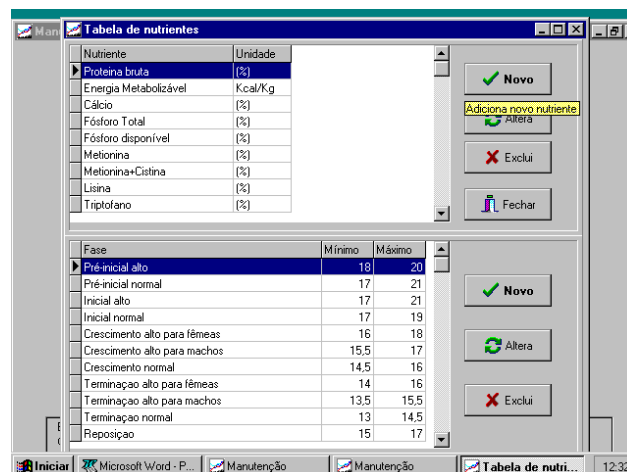 Manu
Tabela de nutrientes
Nutriente Unidade
Proteina bruta (%)
Energia Metabolizável Kcal/Kg
Cálcio (%)
Fósforo Total (%)
Fósforo disponível (%)
Metionina (%)
Metionina+Cistina (%)
Lisina (%)
Triptofano (%)
Novo
Adiciona novo nutriente
Altera
Exclui
Fechar
Fase Mínimo Máximo
Pré-inicial alto 18 20
Pré-inicial normal 17 21
Inicial alto 17 21
Inicial normal 17 19
Crescimento alto para fêmeas 16 18
Crescimento alto para machos 15,5 17
Crescimento normal 14,5 16
Terminaçao alto para fêmeas 14 16
Terminaçao alto para machos 13,5 15,5
Terminaçao normal 13 14,5
Reposiçao 15 17
Novo
Altera
Exclui
Iniciar Microsoft Word - P... Manutenção Manutenção Tabela de nutri... 12:32